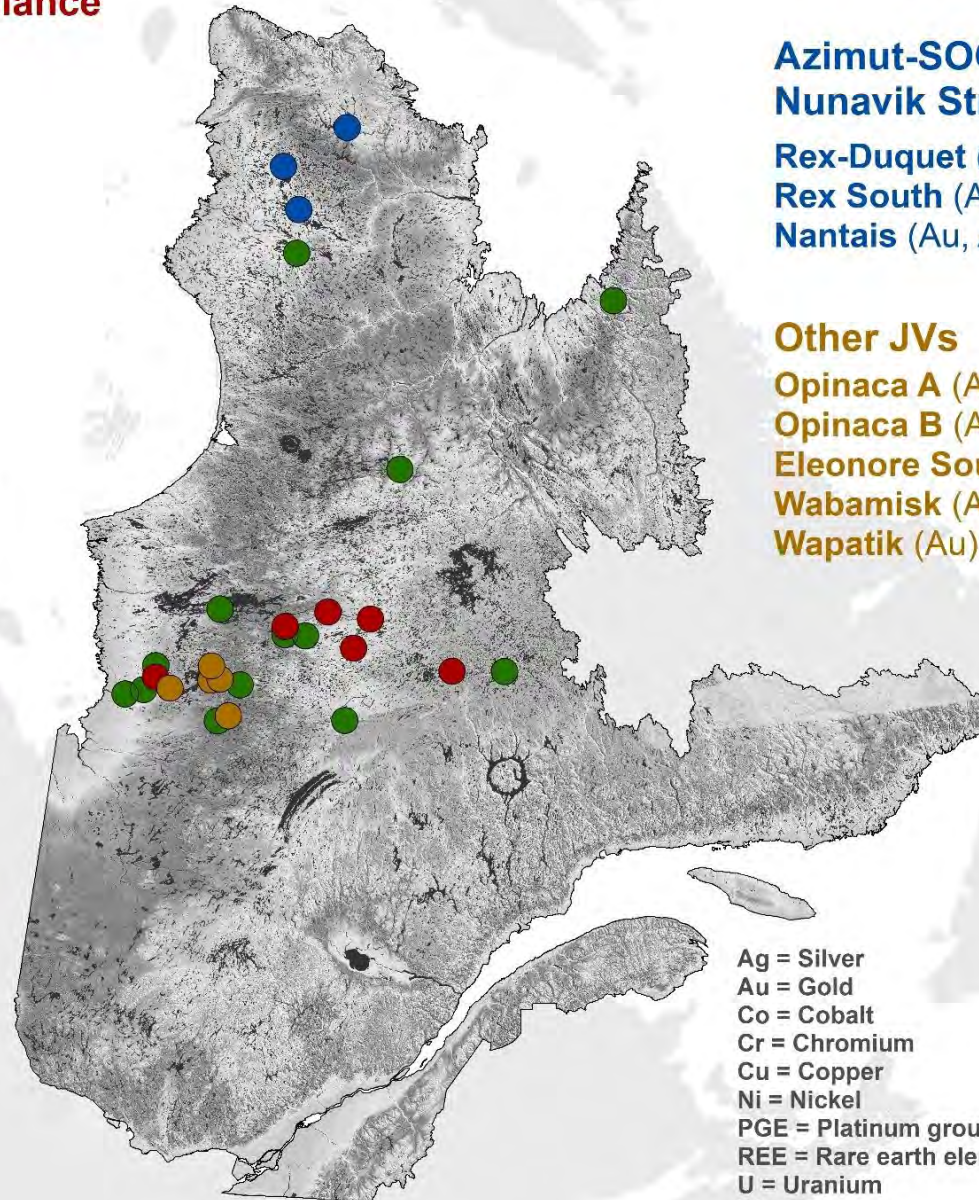 Azimut-SO
Nunavik St
Rex-Duquet
Rex South (A
Nantais (Au,
Other JVs
Opinaca A (A
Opinaca B (A
Eleonore Sou
Wabamisk (A
Wapatik (Au)
Ag = Silver
Au = Gold
Co = Cobalt
Cr = Chromium
Cu = Copper
Ni = Nickel
PGE = Platinum grou
REE = Rare earth ele
U = Uranium